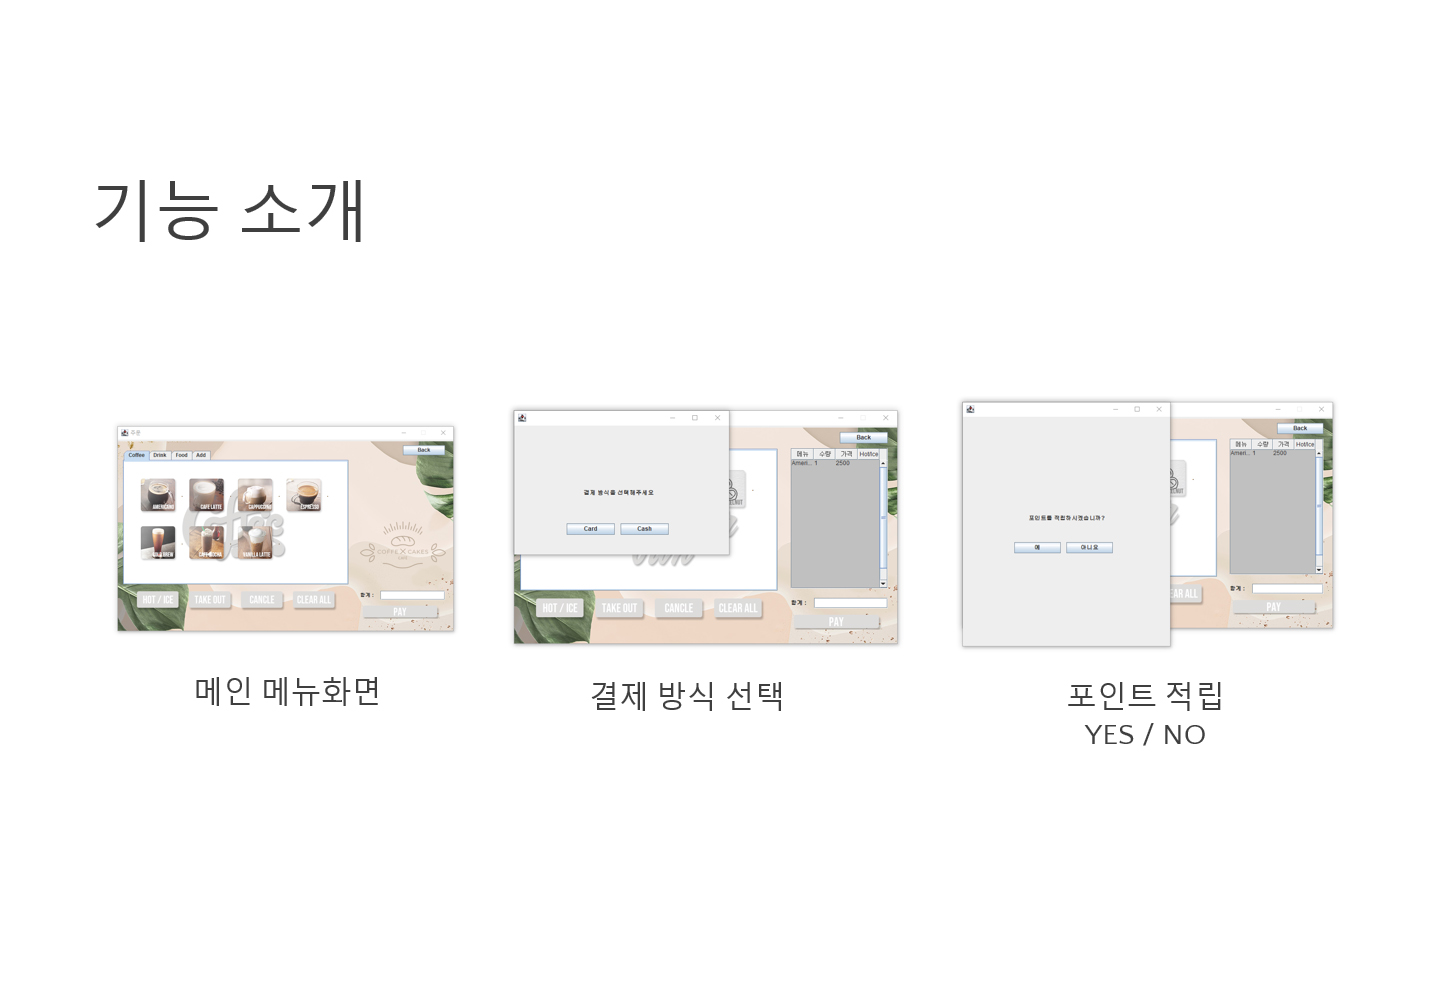 기능 소개
주문
Back
Coffee Drink Food Add
AMERICANO CAFE LATTE CAPPUCCINO ESPRESSO
COLD BREW CAFE MOCHA VANILLA LATTE
Coffee
COFFEE X CAKES
HOT / ICE TAKE OUT CANCLE CLEAR ALL
합계 :
PAY
메인 메뉴화면
결제 방식을 선택해주세요
Card Cash
Back
메뉴 수량 가격 Hot/Ice
Ameri... 1 2500
HOT / ICE TAKE OUT CANCLE CLEAR ALL
합계 :
PAY
결제 방식 선택
포인트를 적립하시겠습니까?
예 아니요
Back
메뉴 수량 가격 Hot/Ice
Ameri... 1 2500
EAR ALL
합계 :
PAY
포인트 적립
YES / NO